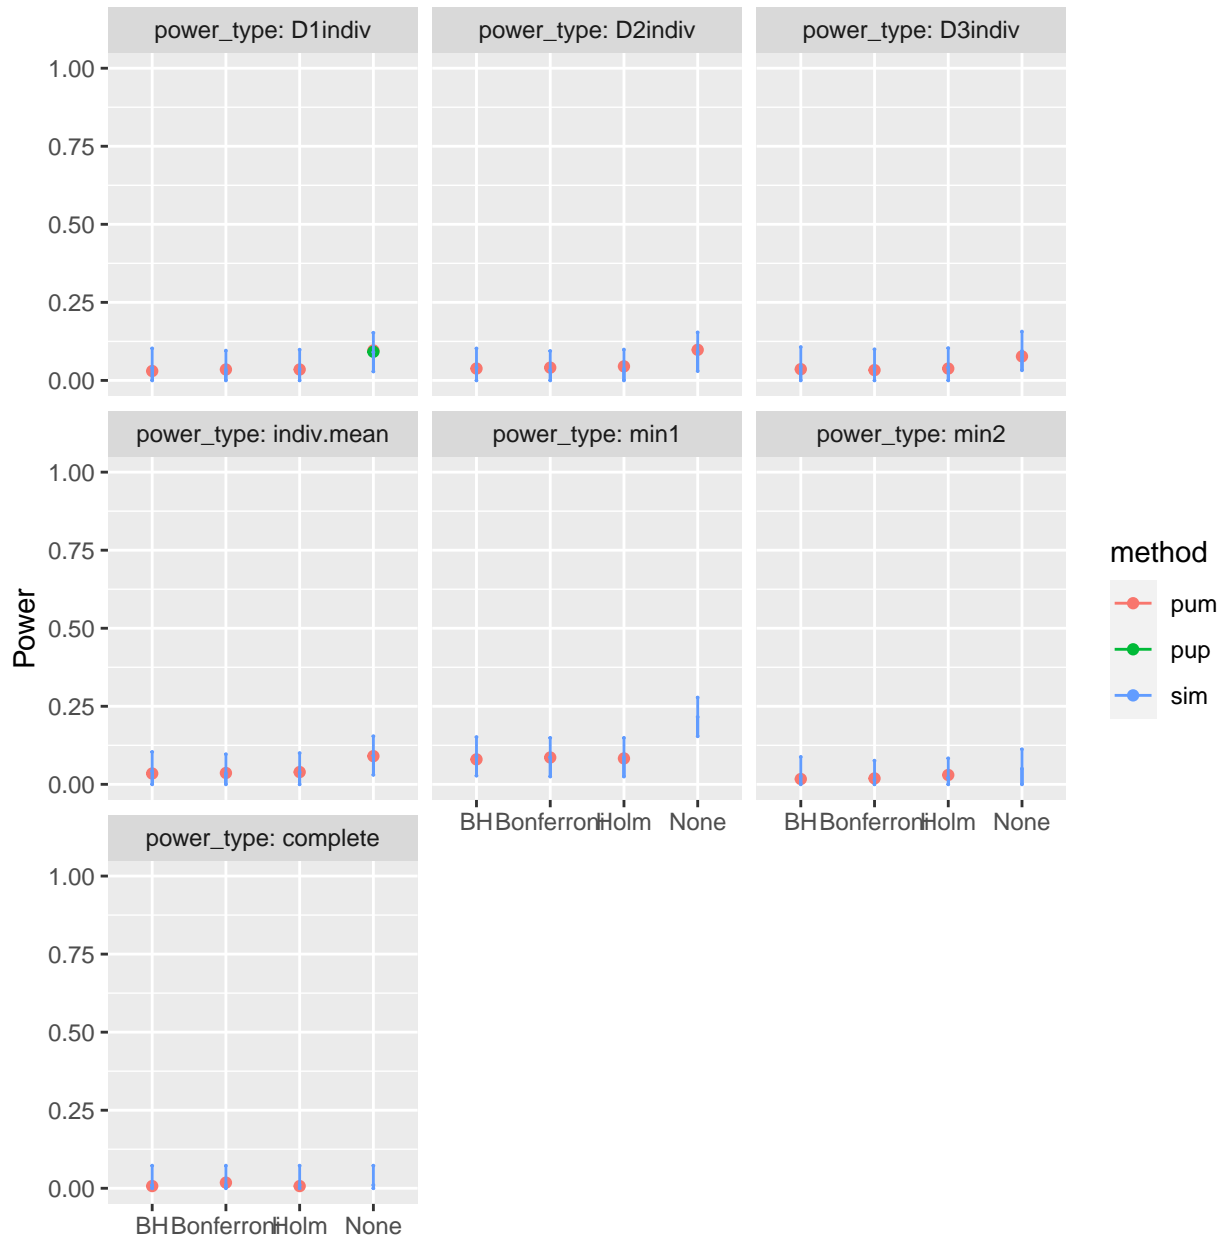 power_type: D1indiv
power_type: D2indiv
power_type: D3indiv
1.00
0.75
0.50
0.25
0.00
power_type: indiv.mean
power_type: min1
power_type: min2
1.00
0.75
0.50
0.25
0.00
BH Bonferroni Holm None
BH Bonferroni Holm None
power_type: complete
1.00
0.75
0.50
0.25
0.00
BH Bonferroni Holm None
Power
method
pum
pup
sim